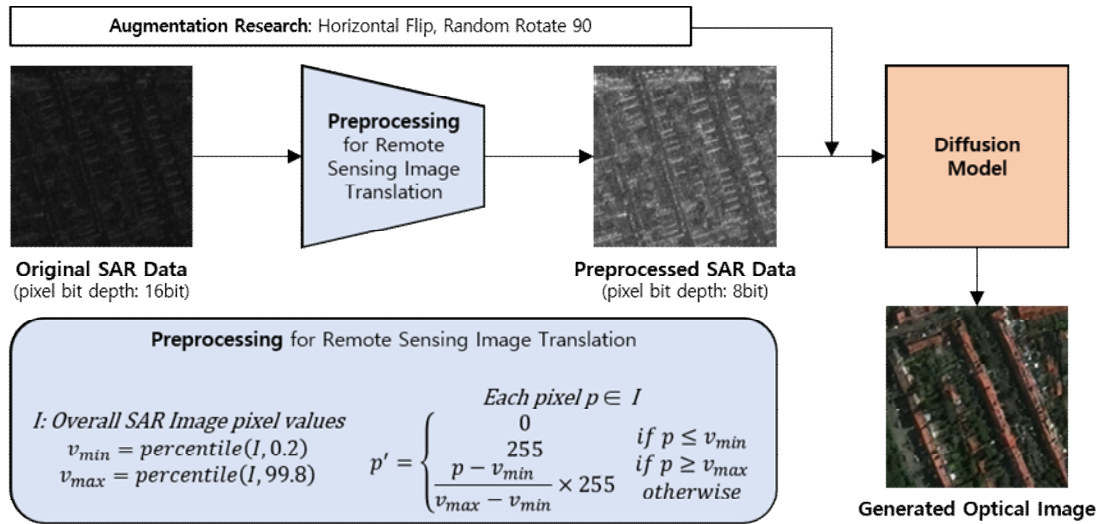 Augmentation Research: Horizontal Flip, Random Rotate 90
Preprocessing
for Remote
Sensing Image
Translation
Diffusion
Model
Original SAR Data
(pixel bit depth: 16bit)
Preprocessed SAR Data
(pixel bit depth: 8bit)
Preprocessing for Remote Sensing Image Translation
I: Overall SAR Image pixel values
v_min = percentile(I, 0.2)
v_max = percentile(I, 99.8)
Each pixel p ∈ I
p′ = { 0 if p ≤ v_min
255 if p ≥ v_max
(p − v_min) / (v_max − v_min) × 255 otherwise
Generated Optical Image